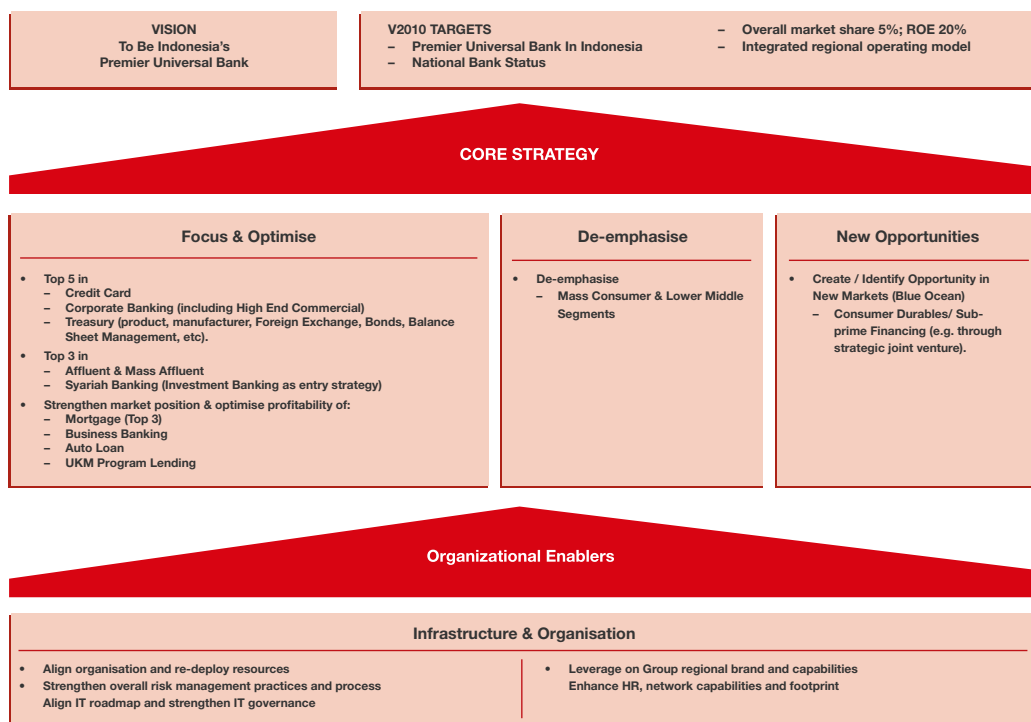 VISION
To Be Indonesia's
Premier Universal Bank
V2010 TARGETS
– Premier Universal Bank In Indonesia
– National Bank Status
– Overall market share 5%; ROE 20%
– Integrated regional operating model
CORE STRATEGY
Focus & Optimise
• Top 5 in
– Credit Card
– Corporate Banking (including High End Commercial)
– Treasury (product, manufacturer, Foreign Exchange, Bonds, Balance
Sheet Management, etc).
• Top 3 in
– Affluent & Mass Affluent
– Syariah Banking (Investment Banking as entry strategy)
• Strengthen market position & optimise profitability of:
– Mortgage (Top 3)
– Business Banking
– Auto Loan
– UKM Program Lending
De-emphasise
• De-emphasise
– Mass Consumer & Lower Middle
Segments
New Opportunities
• Create / Identify Opportunity in
New Markets (Blue Ocean)
– Consumer Durables/ Sub-
prime Financing (e.g. through
strategic joint venture).
Organizational Enablers
Infrastructure & Organisation
• Align organisation and re-deploy resources
• Strengthen overall risk management practices and process
Align IT roadmap and strengthen IT governance
• Leverage on Group regional brand and capabilities
Enhance HR, network capabilities and footprint